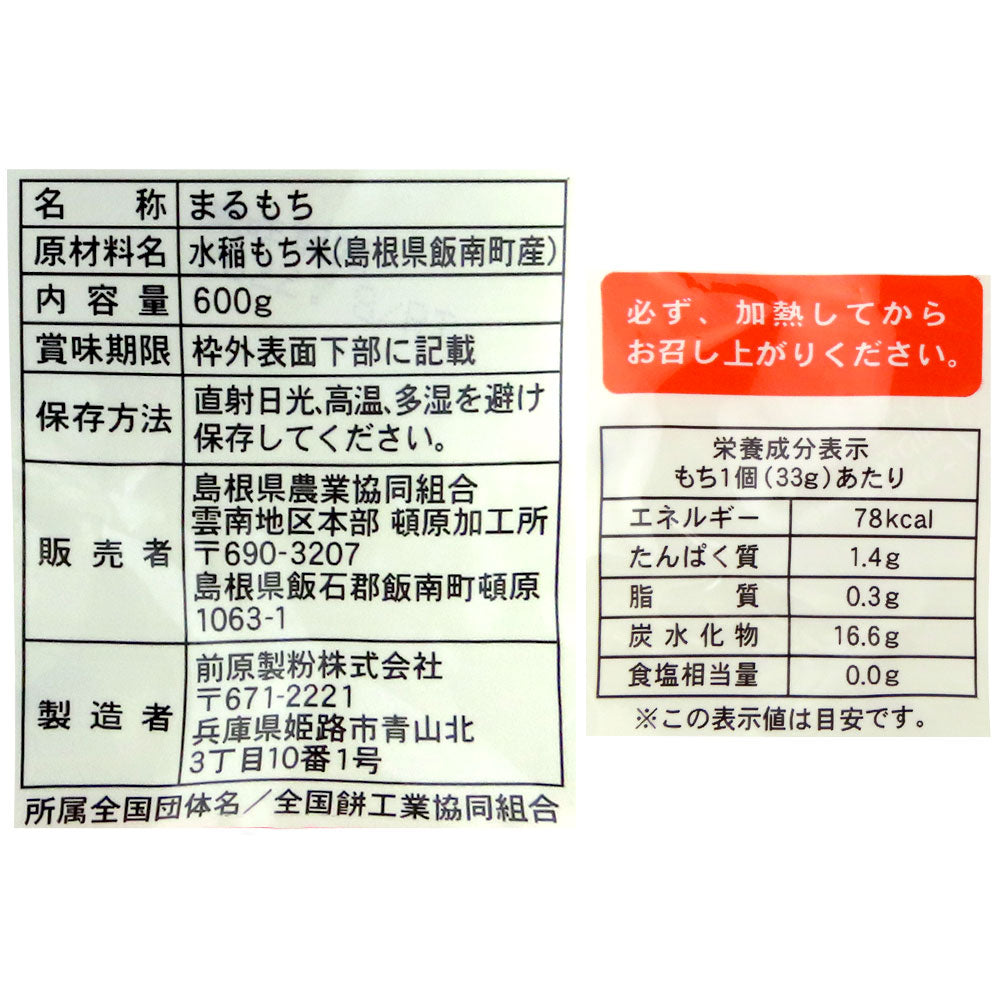 名称 まるもち
原材料名 水稲もち米(島根県飯南町産)
内容量 600g
賞味期限 枠外表面下部に記載
保存方法 直射日光、高温、多湿を避け
保存してください。
販売者 島根県農業協同組合
雲南地区本部 頓原加工所
〒690-3207
島根県飯石郡飯南町頓原
1063-1
製造者 前原製粉株式会社
〒671-2221
兵庫県姫路市青山北
3丁目10番1号
所属全国団体名/全国餅工業協同組合
必ず、加熱してから
お召し上がりください。
栄養成分表示
もち1個(33g)あたり
エネルギー 78kcal
たんぱく質 1.4g
脂質 0.3g
炭水化物 16.6g
食塩相当量 0.0g
※この表示値は目安です。